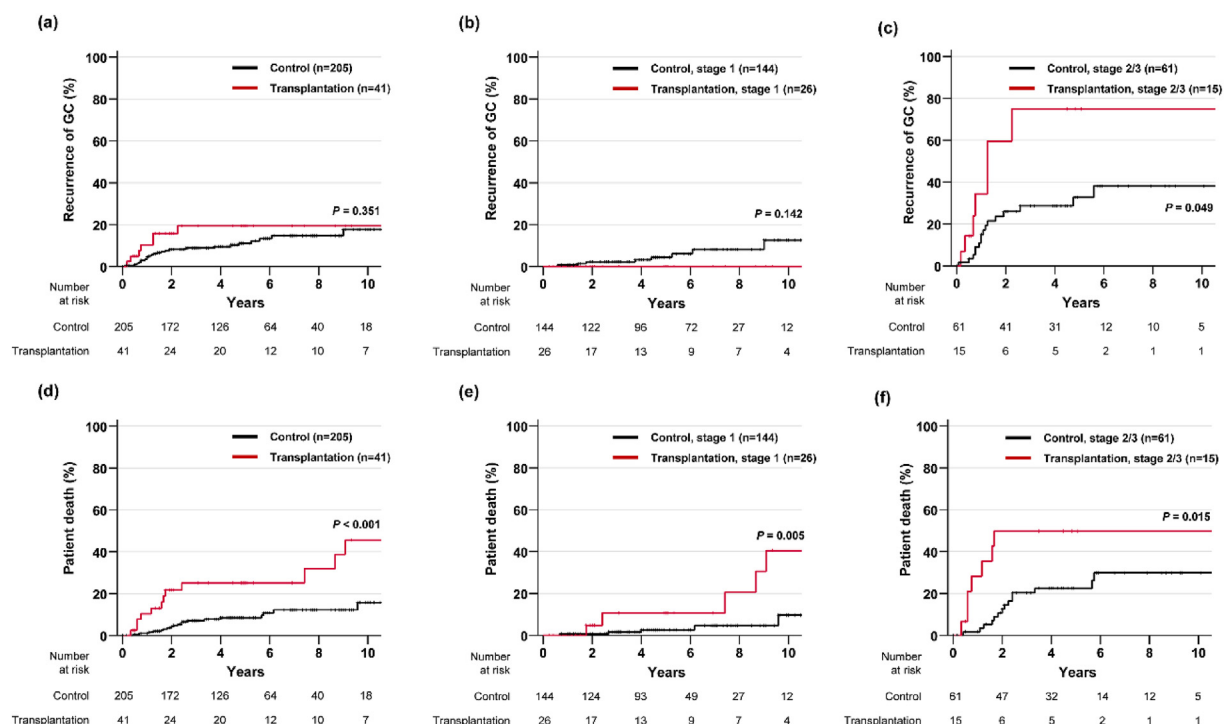 (a)
Recurrence of GC (%)
100
80
60
40
20
0
Control (n=205)
Transplantation (n=41)
P = 0.351
0 2 4 6 8 10
Years
Number
at risk
Control 205 172 126 64 40 18
Transplantation 41 24 20 12 10 7
(b)
Recurrence of GC (%)
100
80
60
40
20
0
Control, stage 1 (n=144)
Transplantation, stage 1 (n=26)
P = 0.142
0 2 4 6 8 10
Years
Number
at risk
Control 144 122 96 72 27 12
Transplantation 26 17 13 9 7 4
(c)
Recurrence of GC (%)
100
80
60
40
20
0
Control, stage 2/3 (n=61)
Transplantation, stage 2/3 (n=15)
P = 0.049
0 2 4 6 8 10
Years
Number
at risk
Control 61 41 31 12 10 5
Transplantation 15 6 5 2 1 1
(d)
Patient death (%)
100
80
60
40
20
0
Control (n=205)
Transplantation (n=41)
P < 0.001
0 2 4 6 8 10
Years
Number
at risk
Control 205 172 126 64 40 18
Transplantation 41 24 20 12 10 7
(e)
Patient death (%)
100
80
60
40
20
0
Control, stage 1 (n=144)
Transplantation, stage 1 (n=26)
P = 0.005
0 2 4 6 8 10
Years
Number
at risk
Control 144 124 93 49 27 12
Transplantation 26 17 13 9 7 4
(f)
Patient death (%)
100
80
60
40
20
0
Control, stage 2/3 (n=61)
Transplantation, stage 2/3 (n=15)
P = 0.015
0 2 4 6 8 10
Years
Number
at risk
Control 61 47 32 14 12 5
Transplantation 15 6 5 2 1 1